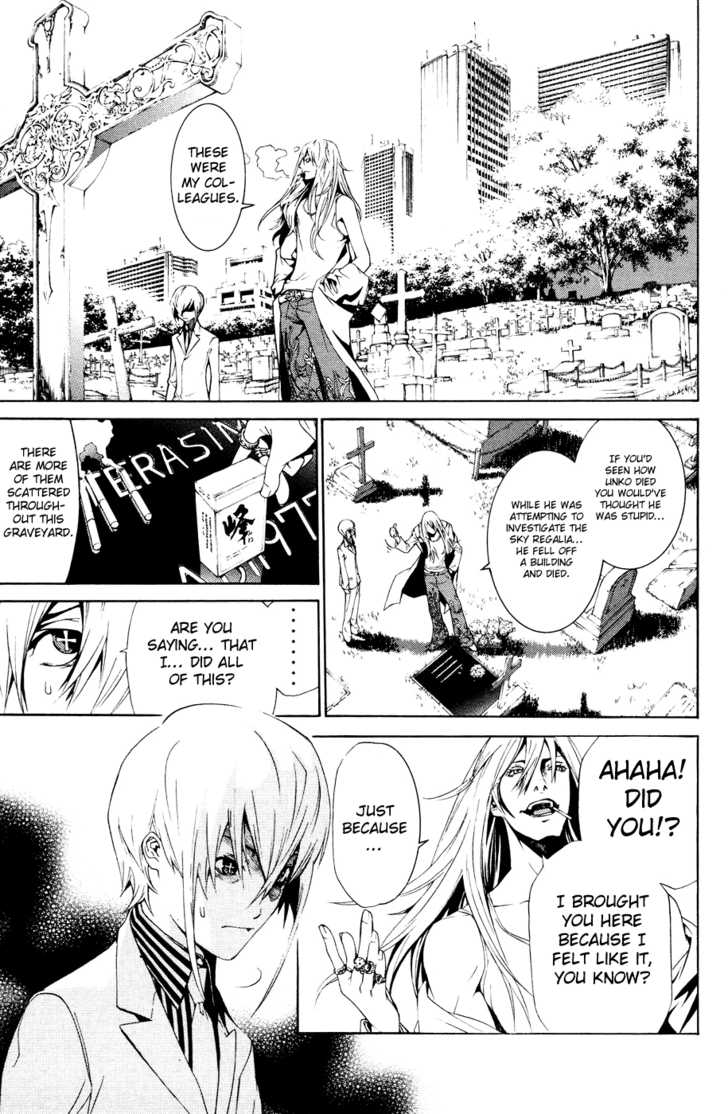 THESE
WERE
MY COL-
LEAGUES.
IF YOU'D
SEEN HOW
UNKO DIED
YOU WOULD'VE
THOUGHT HE
WAS STUPID...
WHILE HE WAS
ATTEMPTING TO
INVESTIGATE THE
SKY REGALIA...
HE FELL OFF
A BUILDING
AND DIED.
THERE
ARE MORE
OF THEM
SCATTERED
THROUGH-
OUT THIS
GRAVEYARD.
TEERASIM
峰
1977
ARE YOU
SAYING... THAT
I... DID ALL
OF THIS?
AHAHA!
DID
YOU!?
I BROUGHT
YOU HERE
BECAUSE I
FELT LIKE IT,
YOU KNOW?
JUST
BECAUSE
...